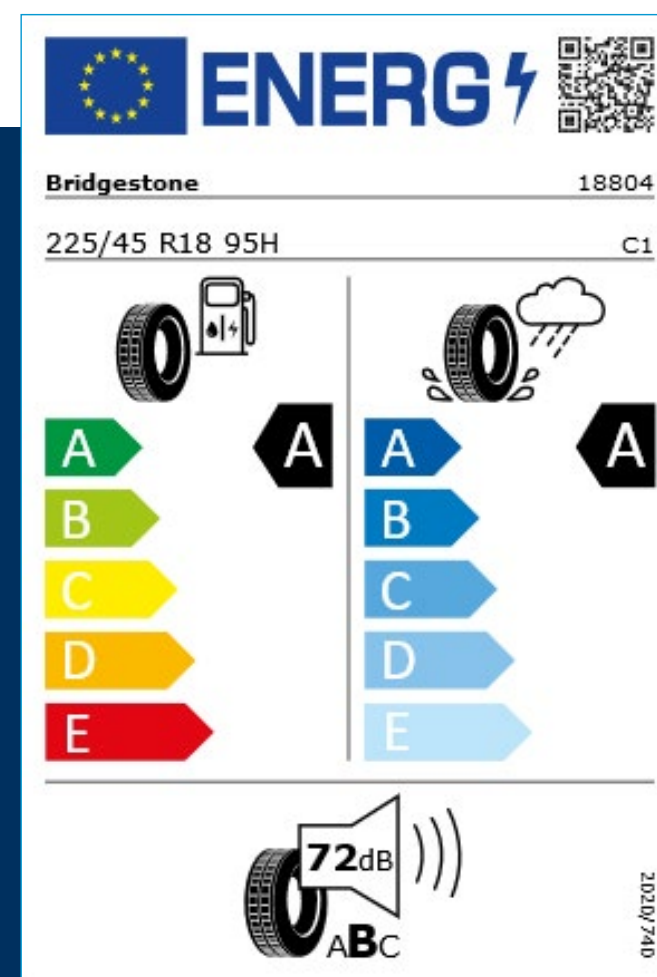 ENERG
Bridgestone 18804
225/45 R18 95H C1
A A A A
B B
C C
D D
E E
72dB
ABC
2020/740